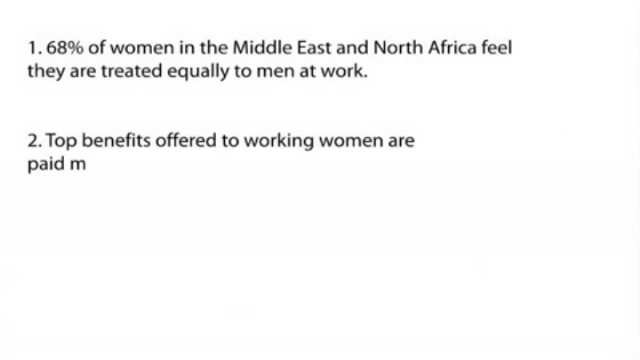 1. 68% of women in the Middle East and North Africa feel
they are treated equally to men at work.
2. Top benefits offered to working women are
paid m